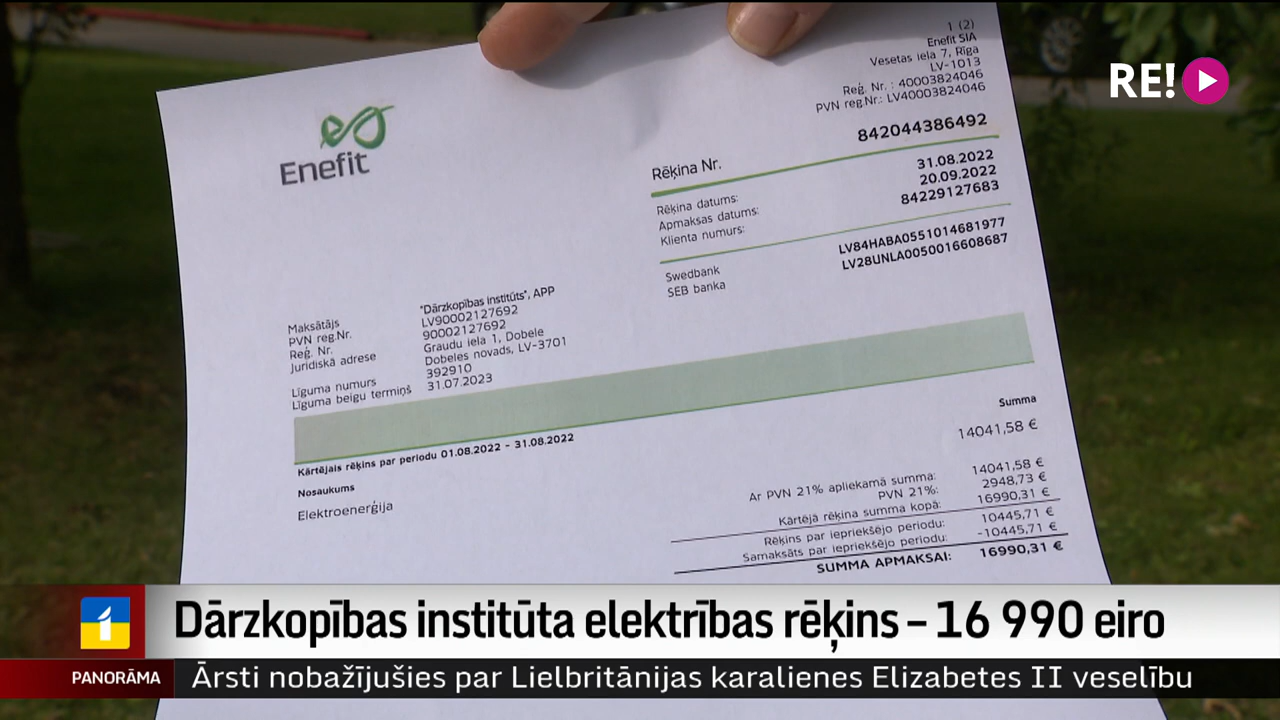 RE!
1 (2)
Enefit SIA
Vesetas iela 7, Rīga
LV-1013
Reģ. Nr. : 40003824046
PVN reg.Nr.: LV40003824046
Enefit
Rēķina Nr. 842044386492
Rēķina datums: 31.08.2022
Apmaksas datums: 20.09.2022
Klienta numurs: 84229127683
Swedbank LV84HABA0551014681977
SEB banka LV28UNLA0050016608687
Maksātājs "Dārzkopības institūts", APP
PVN reg.Nr. LV90002127692
Reģ. Nr. 90002127692
Juridiskā adrese Graudu iela 1, Dobele
Dobeles novads, LV-3701
Līguma numurs 392910
Līguma beigu termiņš 31.07.2023
Kārtējais rēķins par periodu 01.08.2022 - 31.08.2022
Nosaukums Summa
Elektroenerģija 14041,58 €
Ar PVN 21% apliekamā summa: 14041,58 €
PVN 21%: 2948,73 €
Kārtējā rēķina summa kopā: 16990,31 €
Rēķins par iepriekšējo periodu: 10445,71 €
Samaksāts par iepriekšējo periodu: -10445,71 €
SUMMA APMAKSAI: 16990,31 €
1 Dārzkopības institūta elektrības rēķins – 16 990 eiro
PANORĀMA Ārsti nobažījušies par Lielbritānijas karalienes Elizabetes II veselību